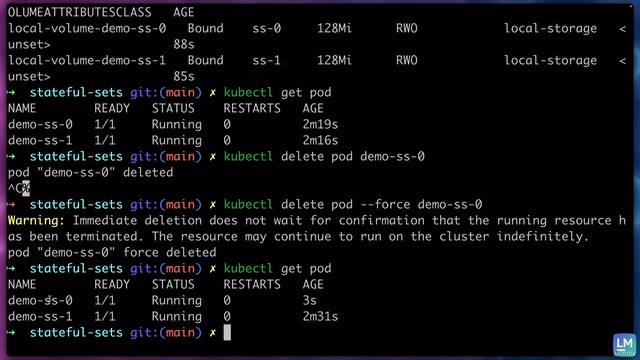 OLUMEATTRIBUTESCLASS   AGE
local-volume-demo-ss-0   Bound    ss-0     128Mi      RWO            local-storage   <
unset>                 88s
local-volume-demo-ss-1   Bound    ss-1     128Mi      RWO            local-storage   <
unset>                 85s
→  stateful-sets git:(main) ✗ kubectl get pod
NAME        READY   STATUS    RESTARTS   AGE
demo-ss-0   1/1     Running   0          2m19s
demo-ss-1   1/1     Running   0          2m16s
→  stateful-sets git:(main) ✗ kubectl delete pod demo-ss-0
pod "demo-ss-0" deleted
^C%
→  stateful-sets git:(main) ✗ kubectl delete pod --force demo-ss-0
Warning: Immediate deletion does not wait for confirmation that the running resource h
as been terminated. The resource may continue to run on the cluster indefinitely.
pod "demo-ss-0" force deleted
→  stateful-sets git:(main) ✗ kubectl get pod
NAME        READY   STATUS    RESTARTS   AGE
demo-ss-0   1/1     Running   0          3s
demo-ss-1   1/1     Running   0          2m31s
→  stateful-sets git:(main) ✗
LM